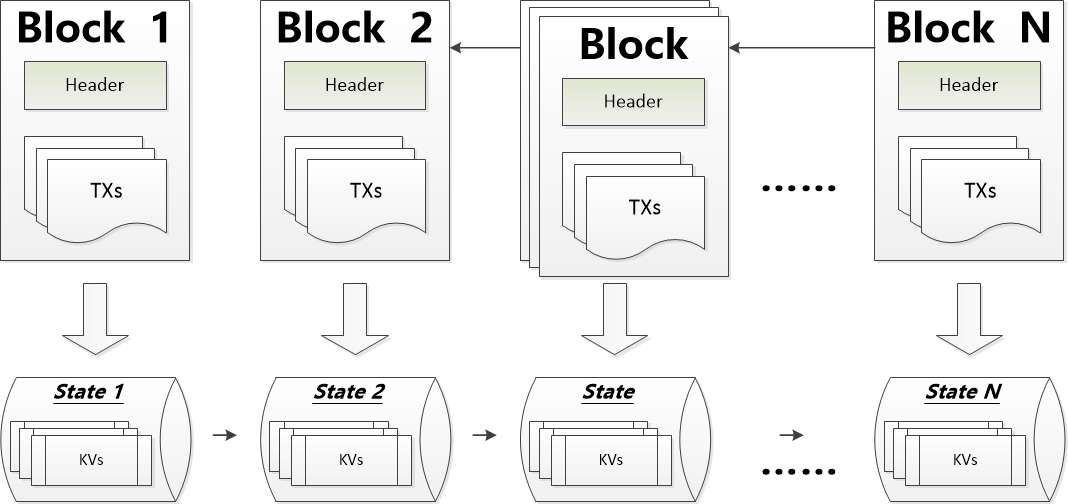 Block 1
Header
TXs
Block 2
Header
TXs
Block
Header
TXs
……
Block N
Header
TXs
State 1
KVs
State 2
KVs
State
KVs
……
State N
KVs